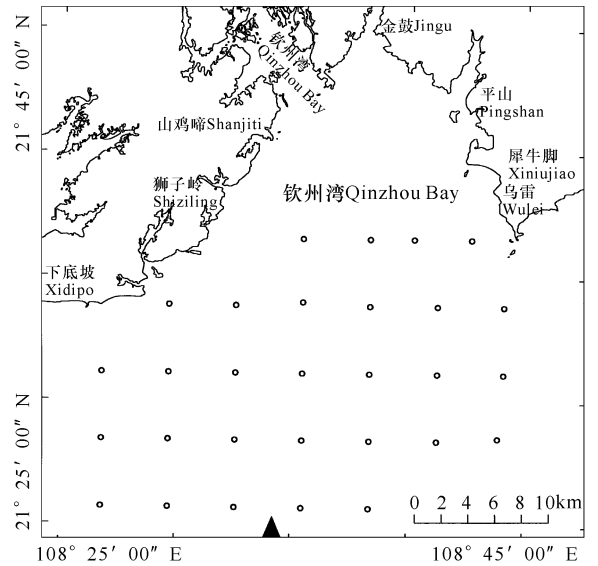 金鼓Jingu
钦州湾
Qinzhou Bay
21° 45′ 00″ N
平山
Pingshan
山鸡啼Shanjiti
犀牛脚
Xiniujiao
狮子岭
Shiziling
钦州湾Qinzhou Bay
乌雷
Wulei
下底坡
Xidipo
21° 25′ 00″ N
0 2 4 6 8 10km
108° 25′ 00″ E
108° 45′ 00″ E